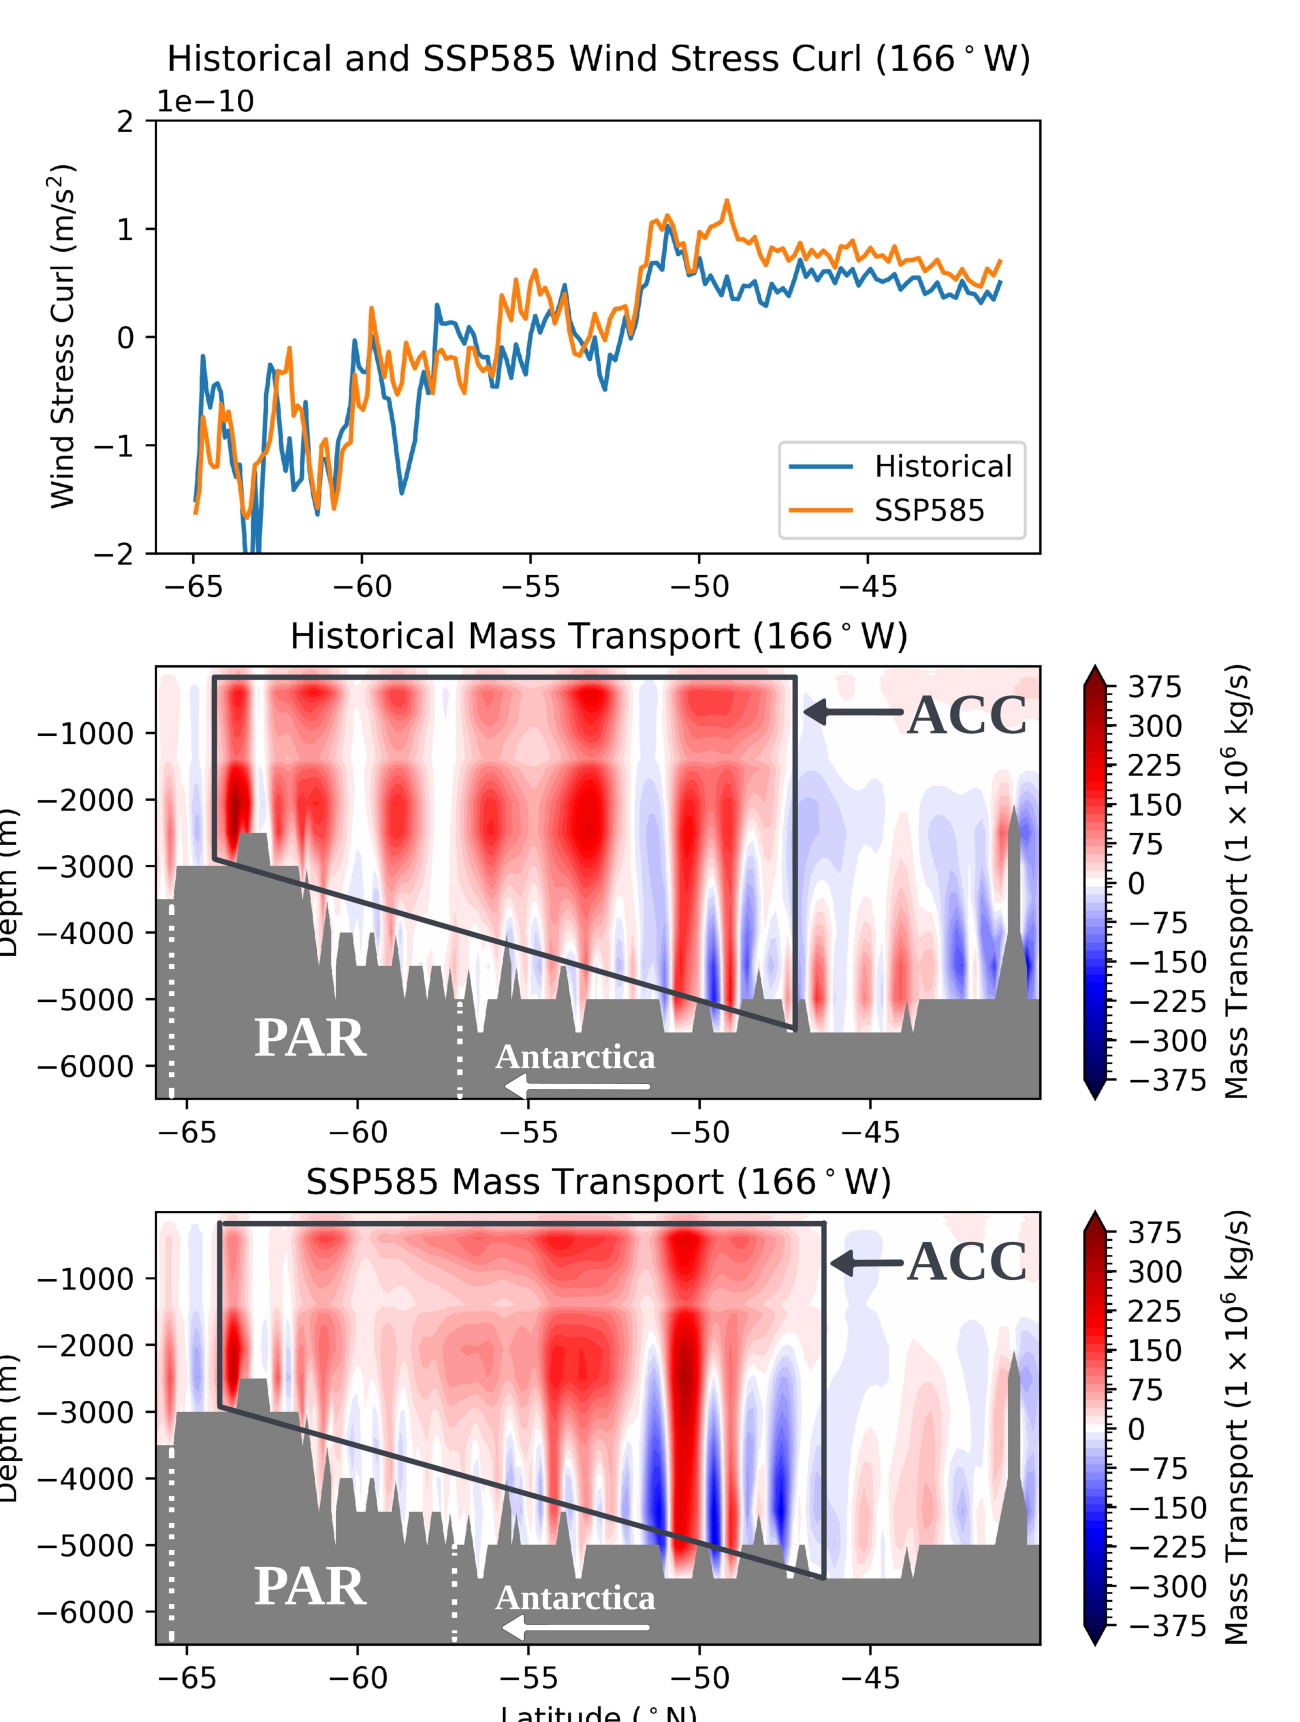 Historical and SSP585 Wind Stress Curl (166°W)
1e−10
2
1
0
−1
−2
Wind Stress Curl (m/s²)
Historical
SSP585
−65 −60 −55 −50 −45
Historical Mass Transport (166°W)
−1000
−2000
−3000
−4000
−5000
−6000
Depth (m)
ACC
PAR
Antarctica
−65 −60 −55 −50 −45
375
300
225
150
75
0
−75
−150
−225
−300
−375
Mass Transport (1 × 10⁶ kg/s)
SSP585 Mass Transport (166°W)
−1000
−2000
−3000
−4000
−5000
−6000
Depth (m)
ACC
PAR
Antarctica
−65 −60 −55 −50 −45
Latitude (°N)
375
300
225
150
75
0
−75
−150
−225
−300
−375
Mass Transport (1 × 10⁶ kg/s)